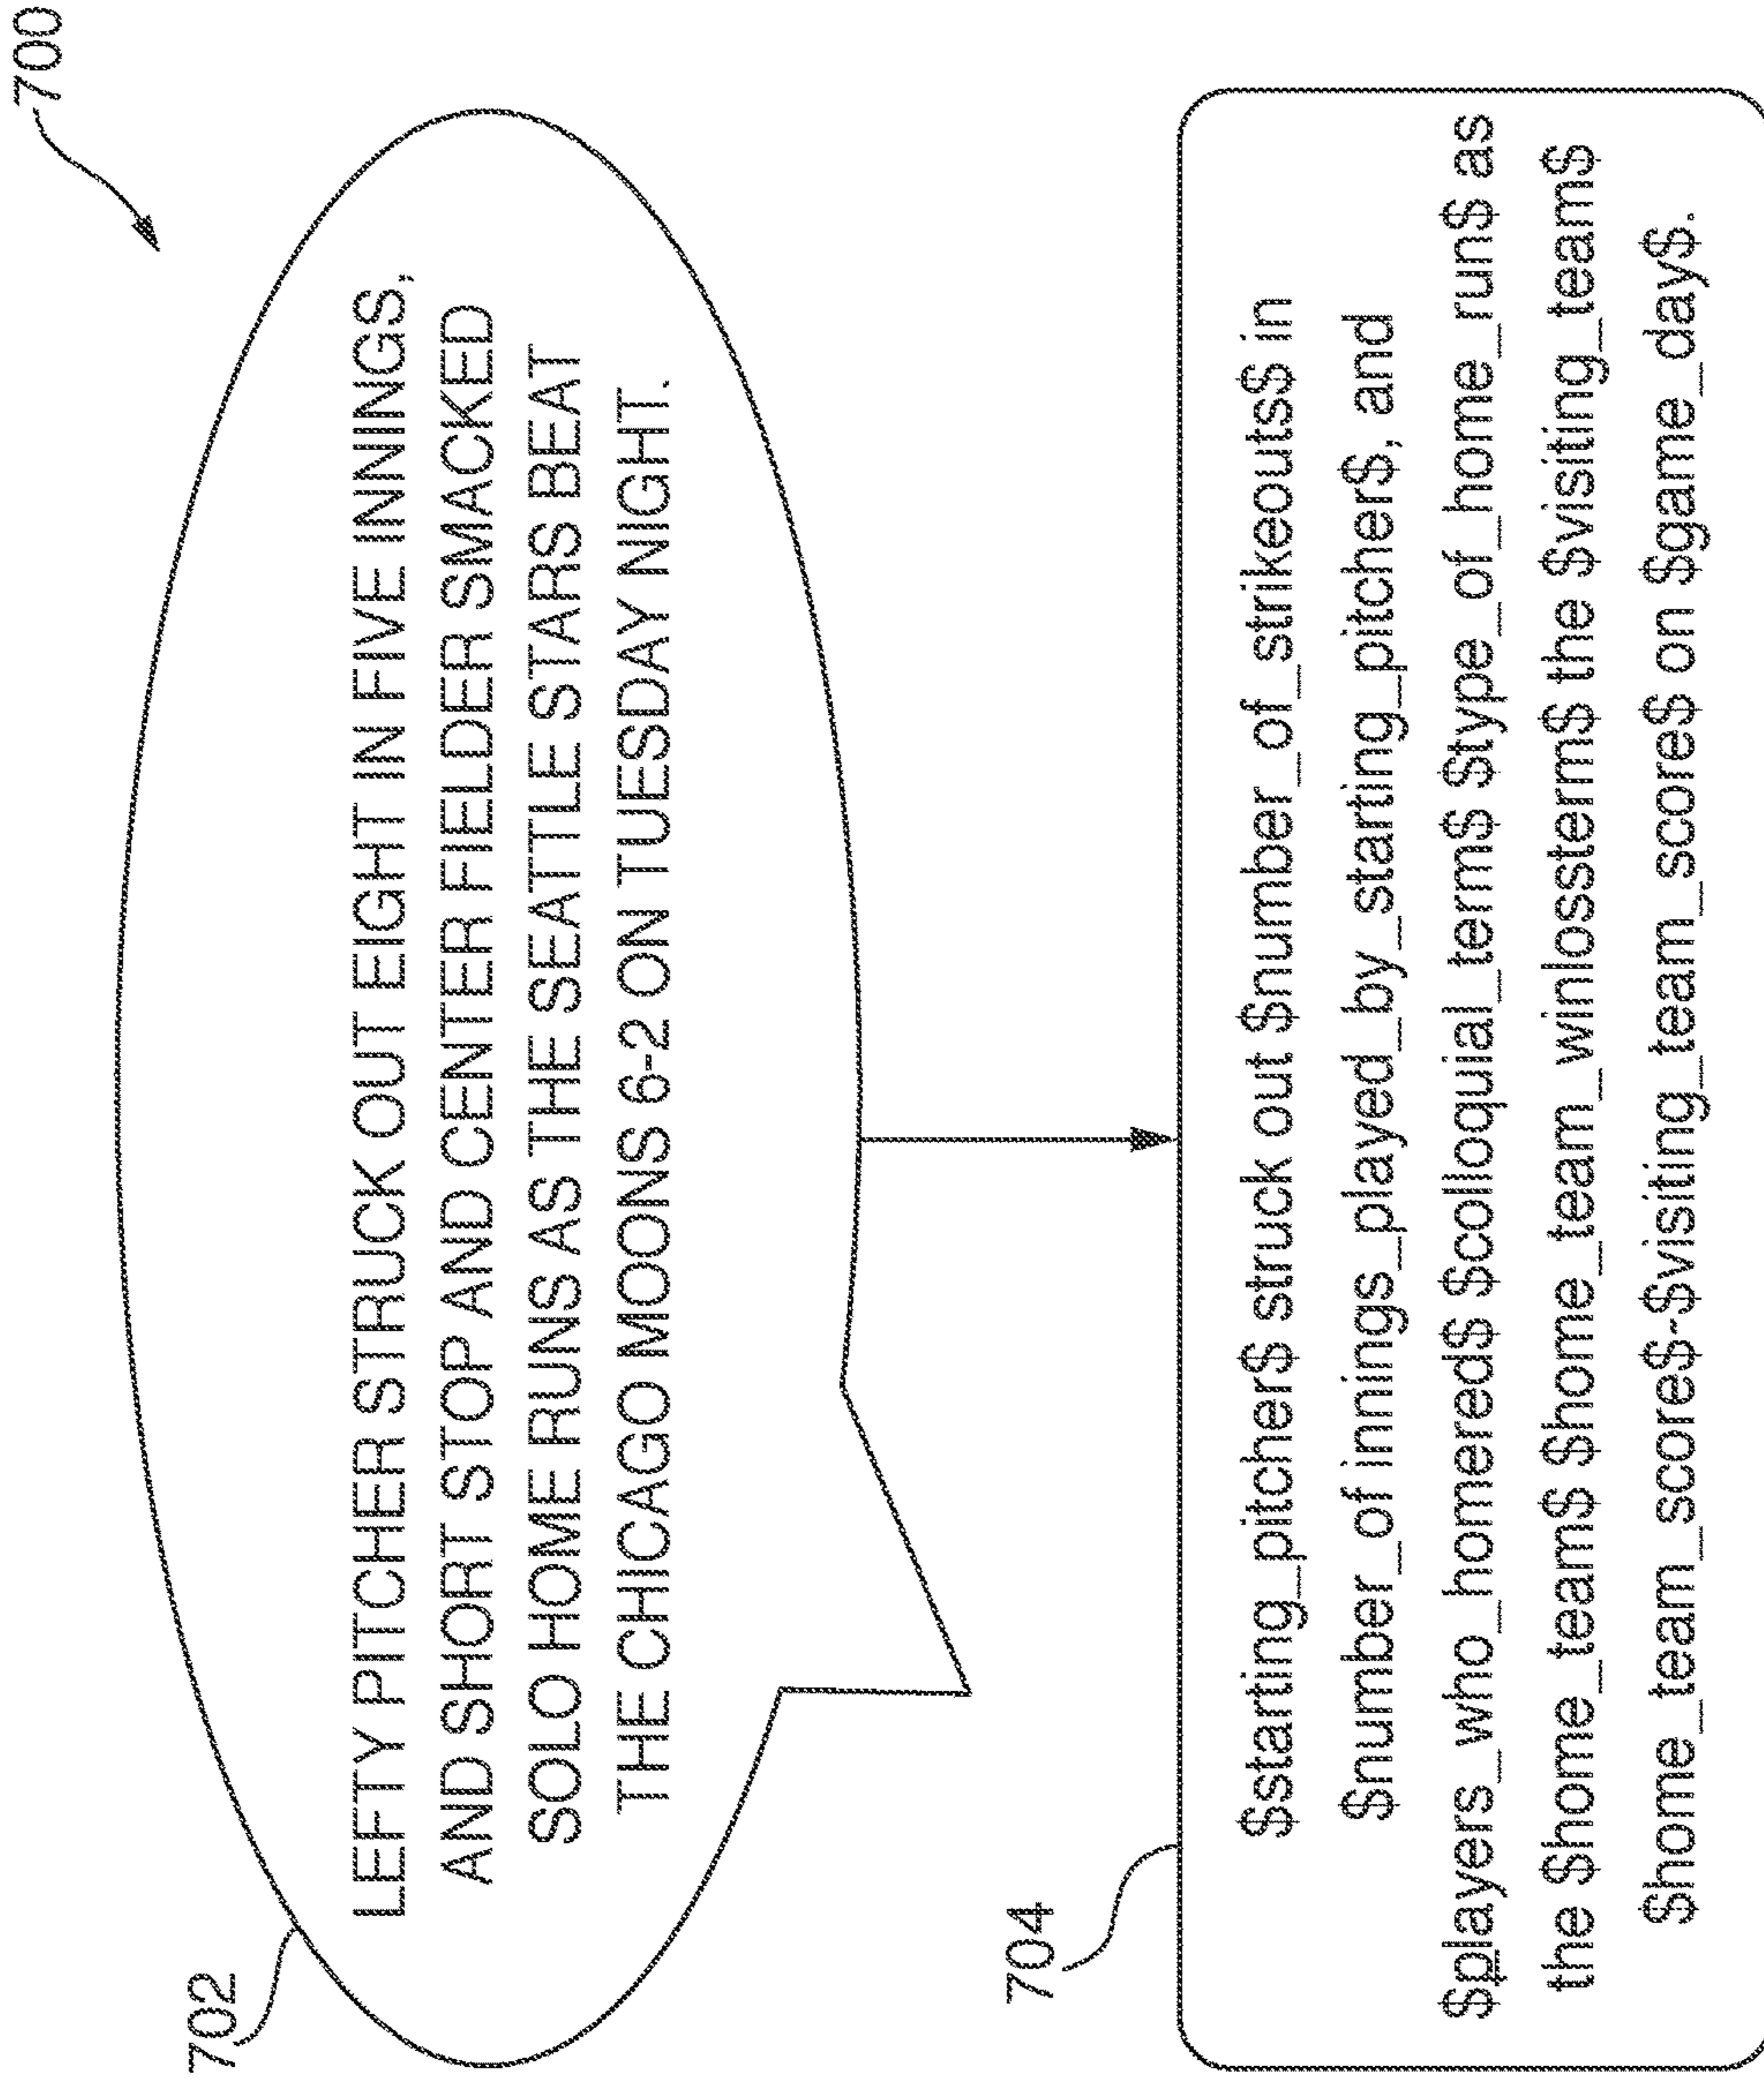 700
702
LEFTY PITCHER STRUCK OUT EIGHT IN FIVE INNINGS,
AND SHORT STOP AND CENTER FIELDER SMACKED
SOLO HOME RUNS AS THE SEATTLE STARS BEAT
THE CHICAGO MOONS 6-2 ON TUESDAY NIGHT.
704
$starting_pitcher$ struck out $number_of_strikeouts$ in
$number_of innings_played_by_starting_pitcher$, and
$players_who_homered$ $colloquial_term$ $type_of_home_run$ as
the $home_team$ $home_team_winlossterm$ the $visiting_team$
$home_team_score$-$visiting_team_score$ on $game_day$.